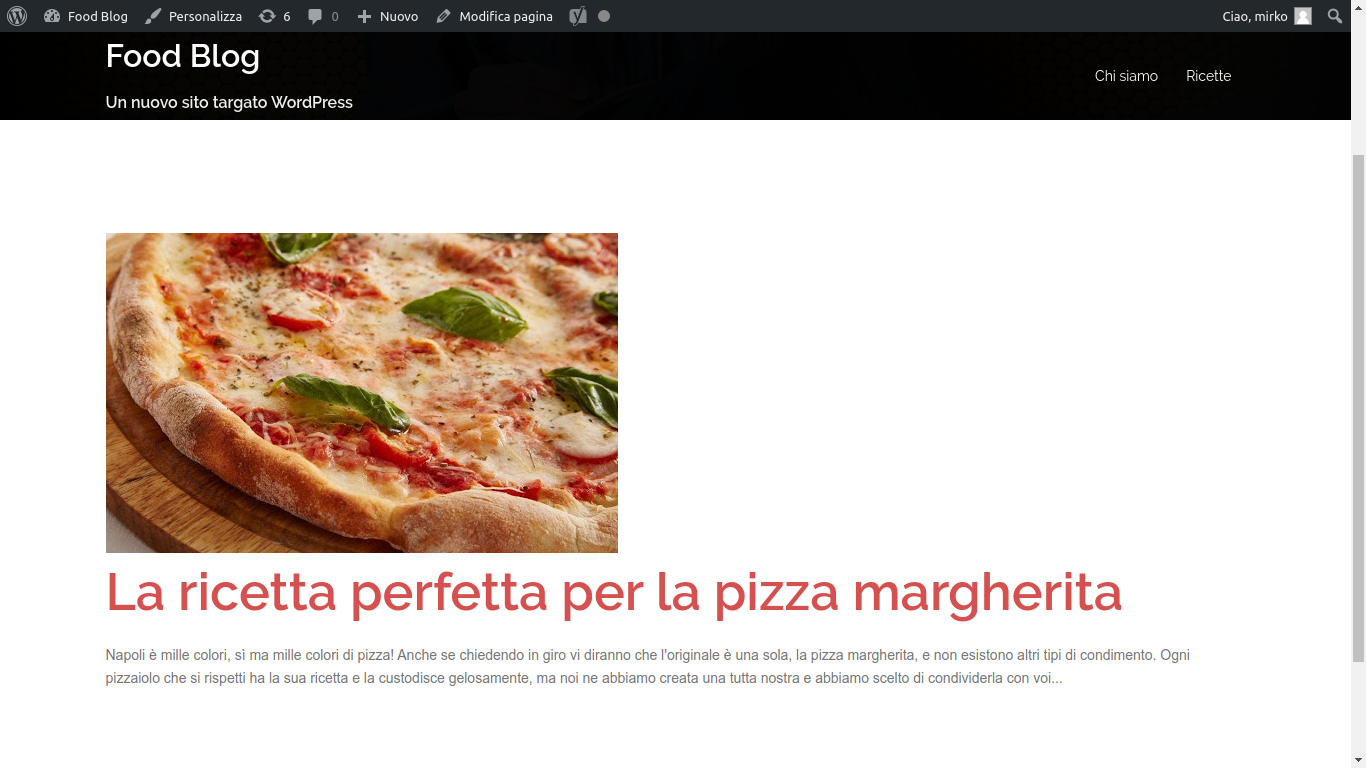 Food Blog Personalizza 6 0 Nuovo Modifica pagina Ciao, mirko
Food Blog
Un nuovo sito targato WordPress
Chi siamo Ricette
La ricetta perfetta per la pizza margherita
Napoli è mille colori, sì ma mille colori di pizza! Anche se chiedendo in giro vi diranno che l'originale è una sola, la pizza margherita, e non esistono altri tipi di condimento. Ogni
pizzaiolo che si rispetti ha la sua ricetta e la custodisce gelosamente, ma noi ne abbiamo creata una tutta nostra e abbiamo scelto di condividerla con voi...